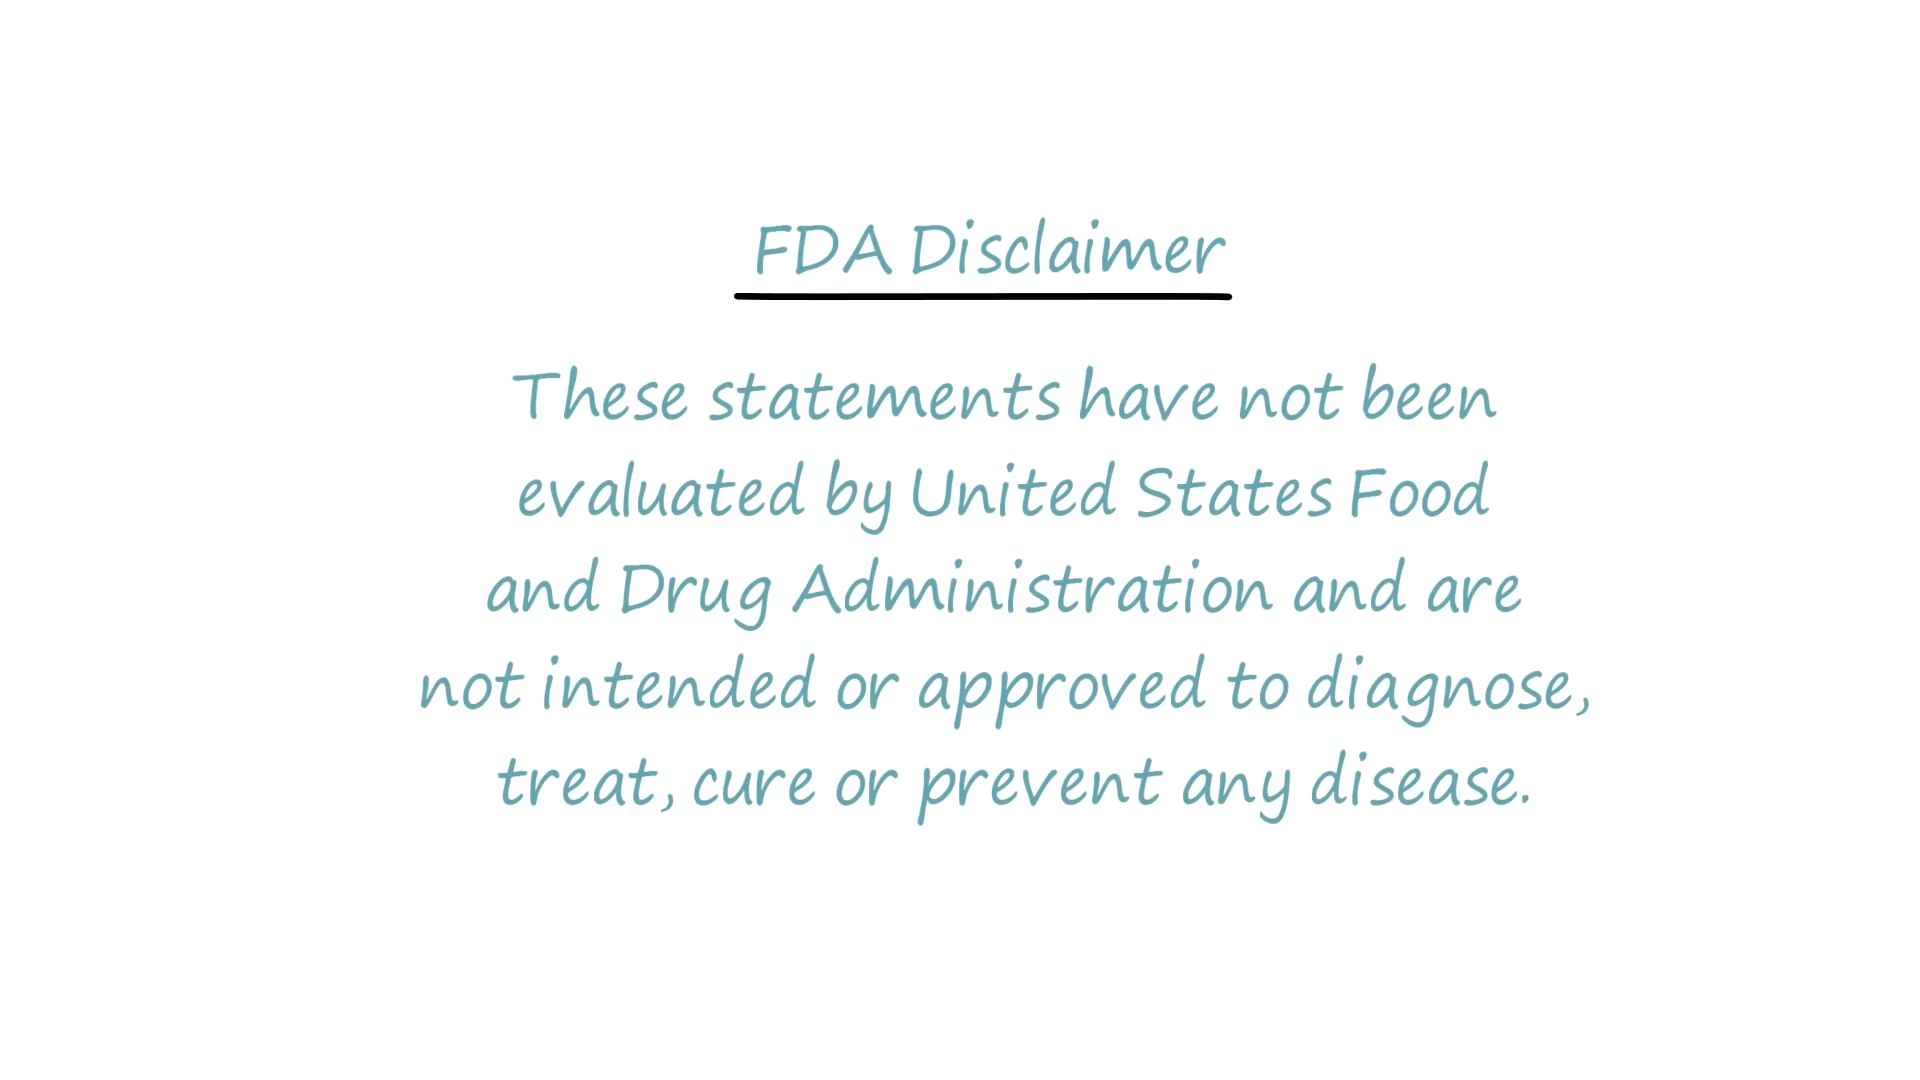 FDA Disclaimer
These statements have not been
evaluated by United States Food
and Drug Administration and are
not intended or approved to diagnose,
treat, cure or prevent any disease.